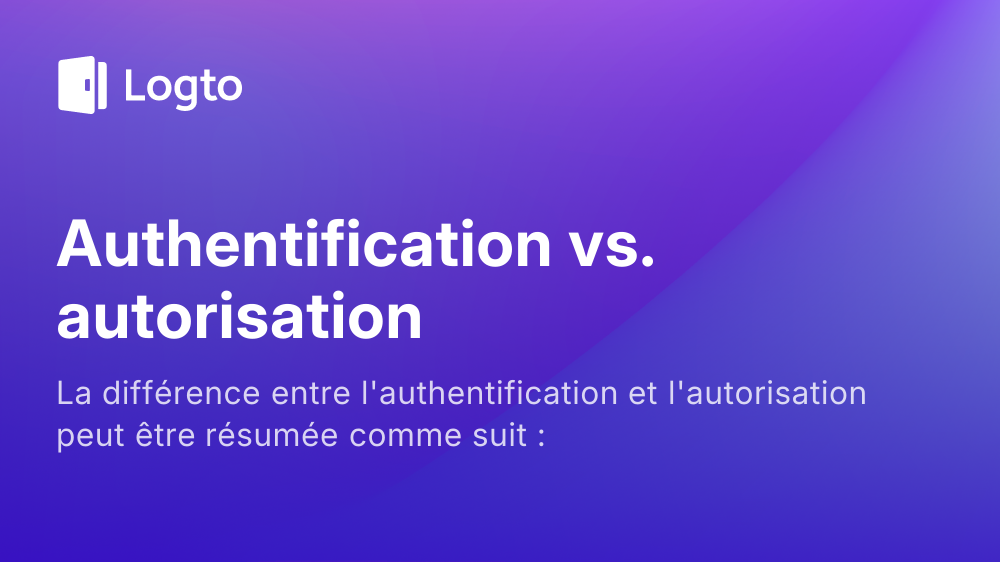 Logto
Authentification vs.
autorisation
La différence entre l'authentification et l'autorisation
peut être résumée comme suit :